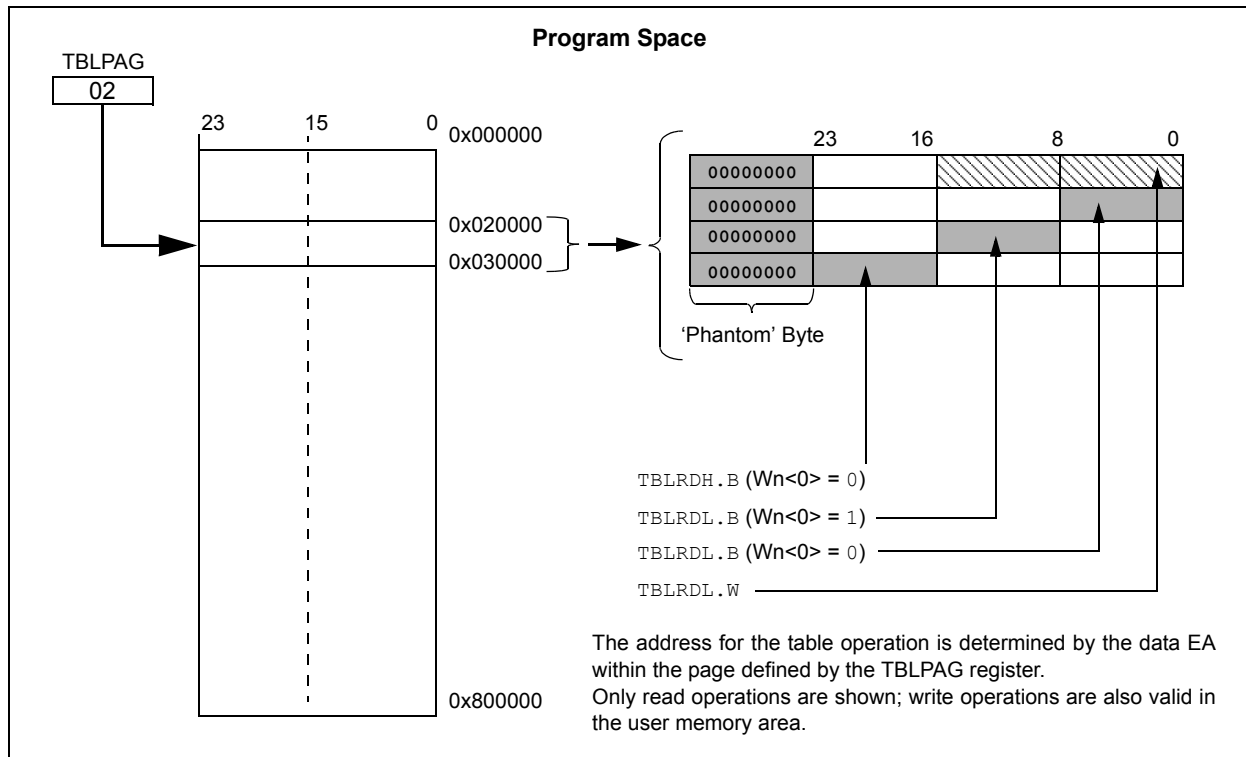 Program Space
TBLPAG
02
23 15 0
0x000000
0x020000
0x030000
0x800000
23 16 8 0
00000000
00000000
00000000
00000000
‘Phantom’ Byte
TBLRDH.B (Wn<0> = 0)
TBLRDL.B (Wn<0> = 1)
TBLRDL.B (Wn<0> = 0)
TBLRDL.W
The address for the table operation is determined by the data EA
within the page defined by the TBLPAG register.
Only read operations are shown; write operations are also valid in
the user memory area.